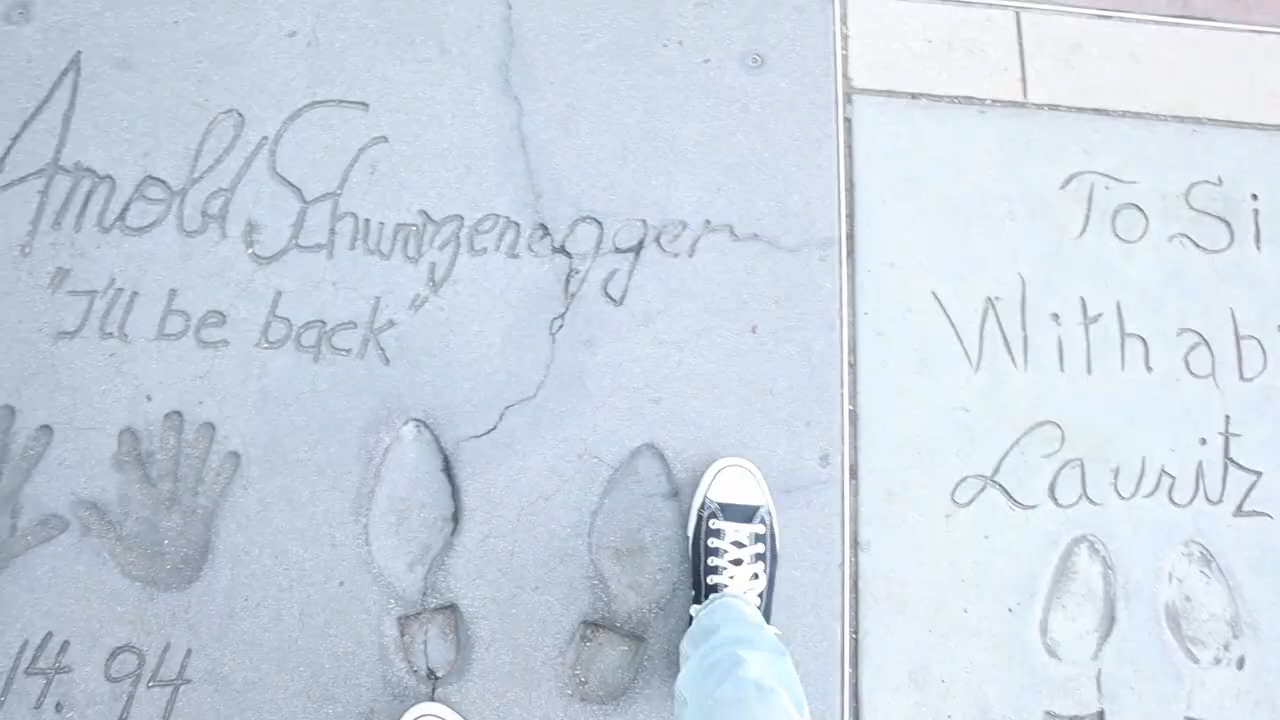 Arnold Schwarzenegger
"I'll be back"
14.94
To Si
With ab
Lauritz